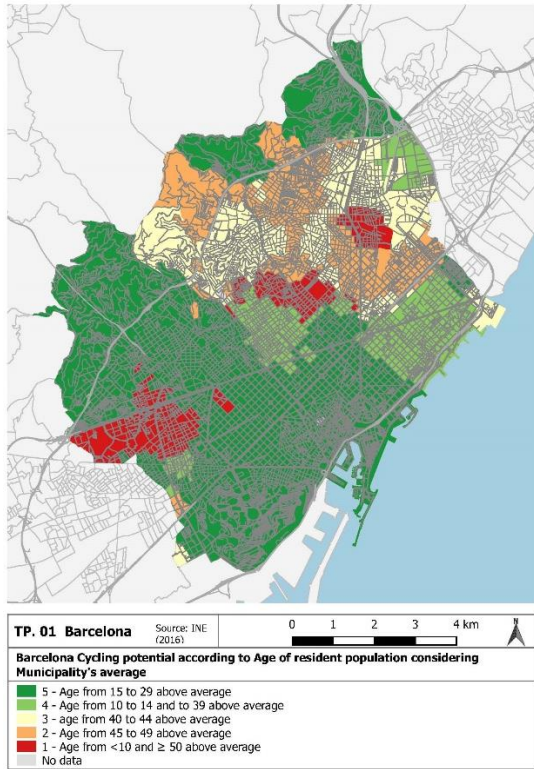 TP. 01 Barcelona
Source: INE
(2016)
0 1 2 3 4 km
N
Barcelona Cycling potential according to Age of resident population considering
Municipality's average
5 - Age from 15 to 29 above average
4 - Age from 10 to 14 and to 39 above average
3 - age from 40 to 44 above average
2 - Age from 45 to 49 above average
1 - Age from <10 and ≥ 50 above average
No data